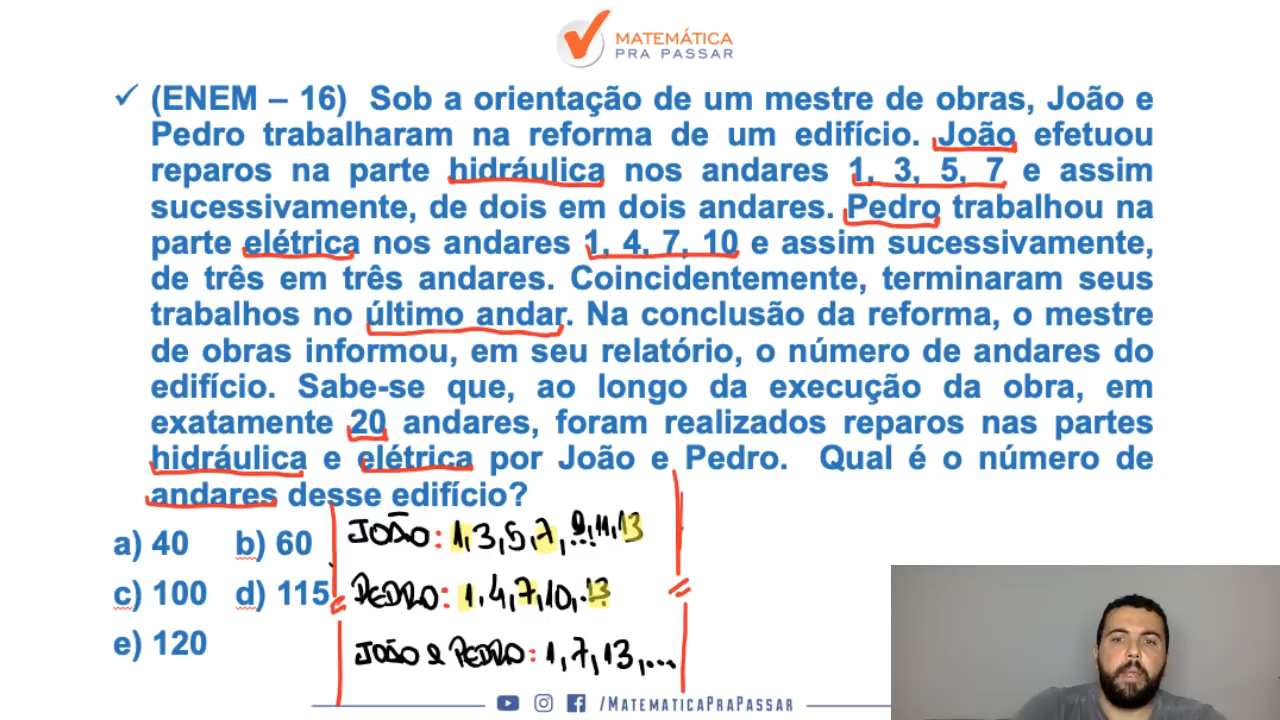 MATEMÁTICA
PRA PASSAR
✓ (ENEM – 16) Sob a orientação de um mestre de obras, João e
Pedro trabalharam na reforma de um edifício. João efetuou
reparos na parte hidráulica nos andares 1, 3, 5, 7 e assim
sucessivamente, de dois em dois andares. Pedro trabalhou na
parte elétrica nos andares 1, 4, 7, 10 e assim sucessivamente,
de três em três andares. Coincidentemente, terminaram seus
trabalhos no último andar. Na conclusão da reforma, o mestre
de obras informou, em seu relatório, o número de andares do
edifício. Sabe-se que, ao longo da execução da obra, em
exatamente 20 andares, foram realizados reparos nas partes
hidráulica e elétrica por João e Pedro. Qual é o número de
andares desse edifício?
a) 40 b) 60
c) 100 d) 115
e) 120
JOÃO: 1, 3, 5, 7, 9, 11, 13
PEDRO: 1, 4, 7, 10, 13
JOÃO e PEDRO: 1, 7, 13, ...
/MATEMATICAPRAPASSAR